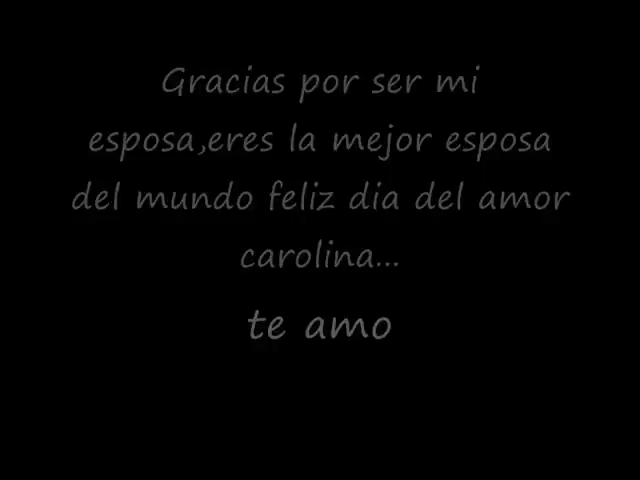 Gracias por ser mi
esposa,eres la mejor esposa
del mundo feliz dia del amor
carolina...
te amo